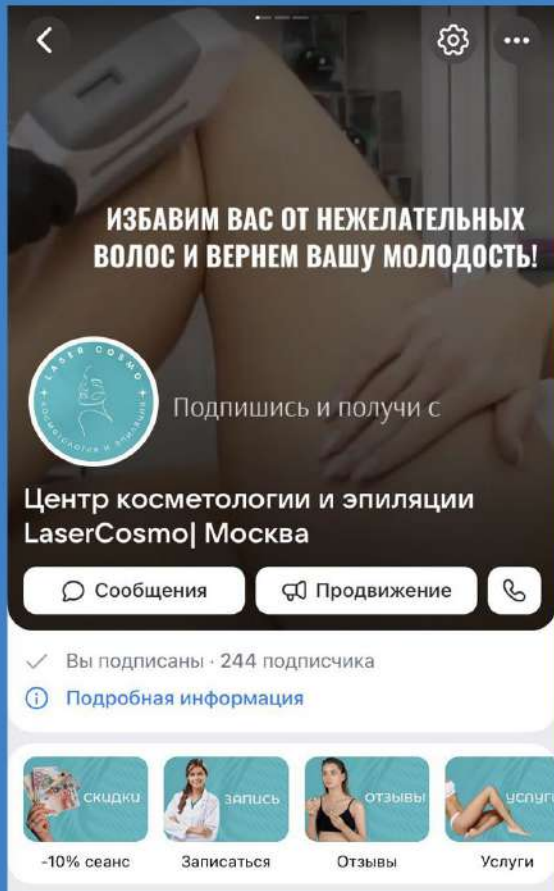 ИЗБАВИМ ВАС ОТ НЕЖЕЛАТЕЛЬНЫХ
ВОЛОС И ВЕРНЕМ ВАШУ МОЛОДОСТЬ!
LASER COSMO
КОСМЕТОЛОГИЯ И ЭПИЛЯЦИЯ
Подпишись и получи с
Центр косметологии и эпиляции
LaserCosmo| Москва
Сообщения
Продвижение
Вы подписаны · 244 подписчика
Подробная информация
СКИДКИ
ЗАПИСЬ
ОТЗЫВЫ
УСЛУГИ
-10% сеанс
Записаться
Отзывы
Услуги